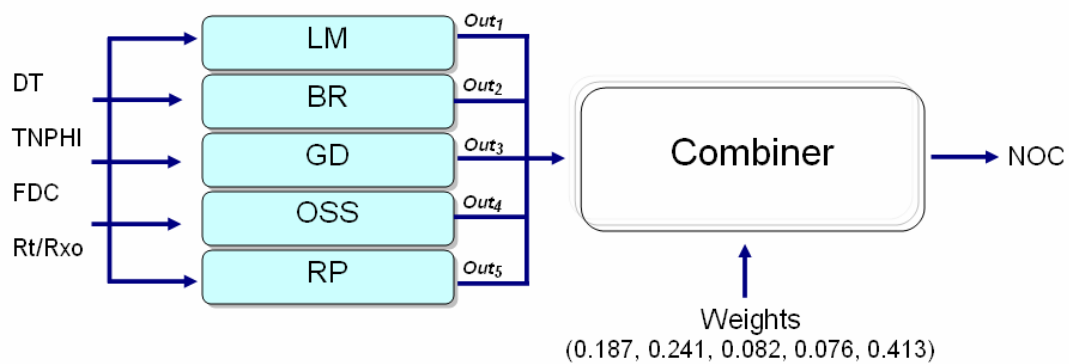 DT
TNPHI
FDC
Rt/Rxo
LM
BR
GD
OSS
RP
Out1
Out2
Out3
Out4
Out5
Combiner
NOC
Weights
(0.187, 0.241, 0.082, 0.076, 0.413)